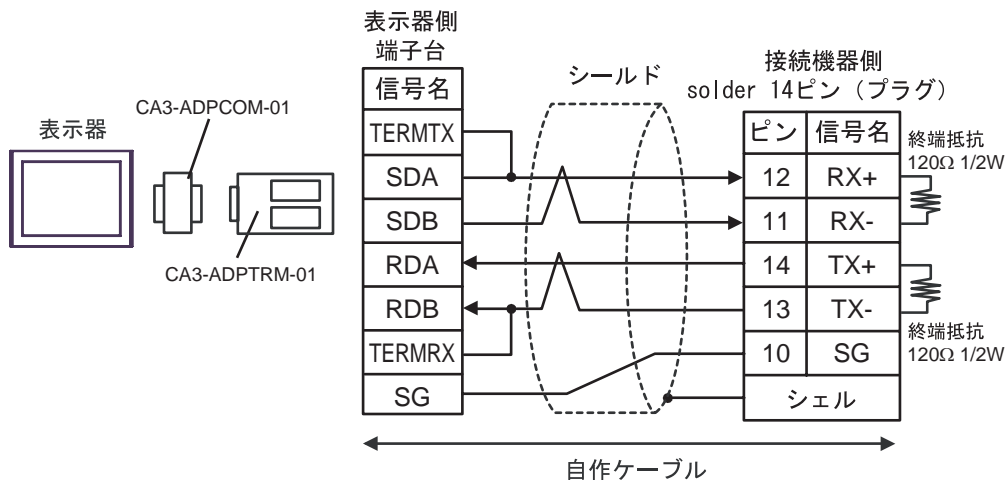 表示器側
端子台
信号名
TERMTX
SDA
SDB
RDA
RDB
TERMRX
SG
表示器
CA3-ADPCOM-01
CA3-ADPTRM-01
シールド
接続機器側
solder 14ピン（プラグ）
ピン 信号名
12 RX+
11 RX-
14 TX+
13 TX-
10 SG
シェル
終端抵抗
120Ω 1/2W
終端抵抗
120Ω 1/2W
自作ケーブル